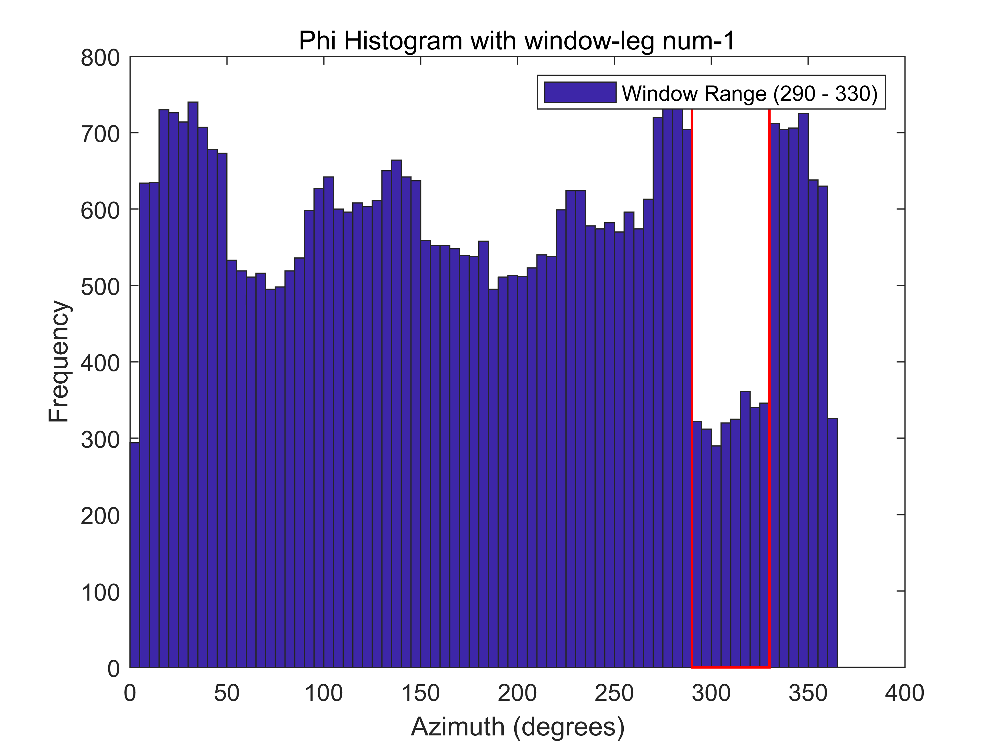 Phi Histogram with window-leg num-1
Window Range (290 - 330)
800
700
600
500
400
300
200
100
0
Frequency
0 50 100 150 200 250 300 350 400
Azimuth (degrees)